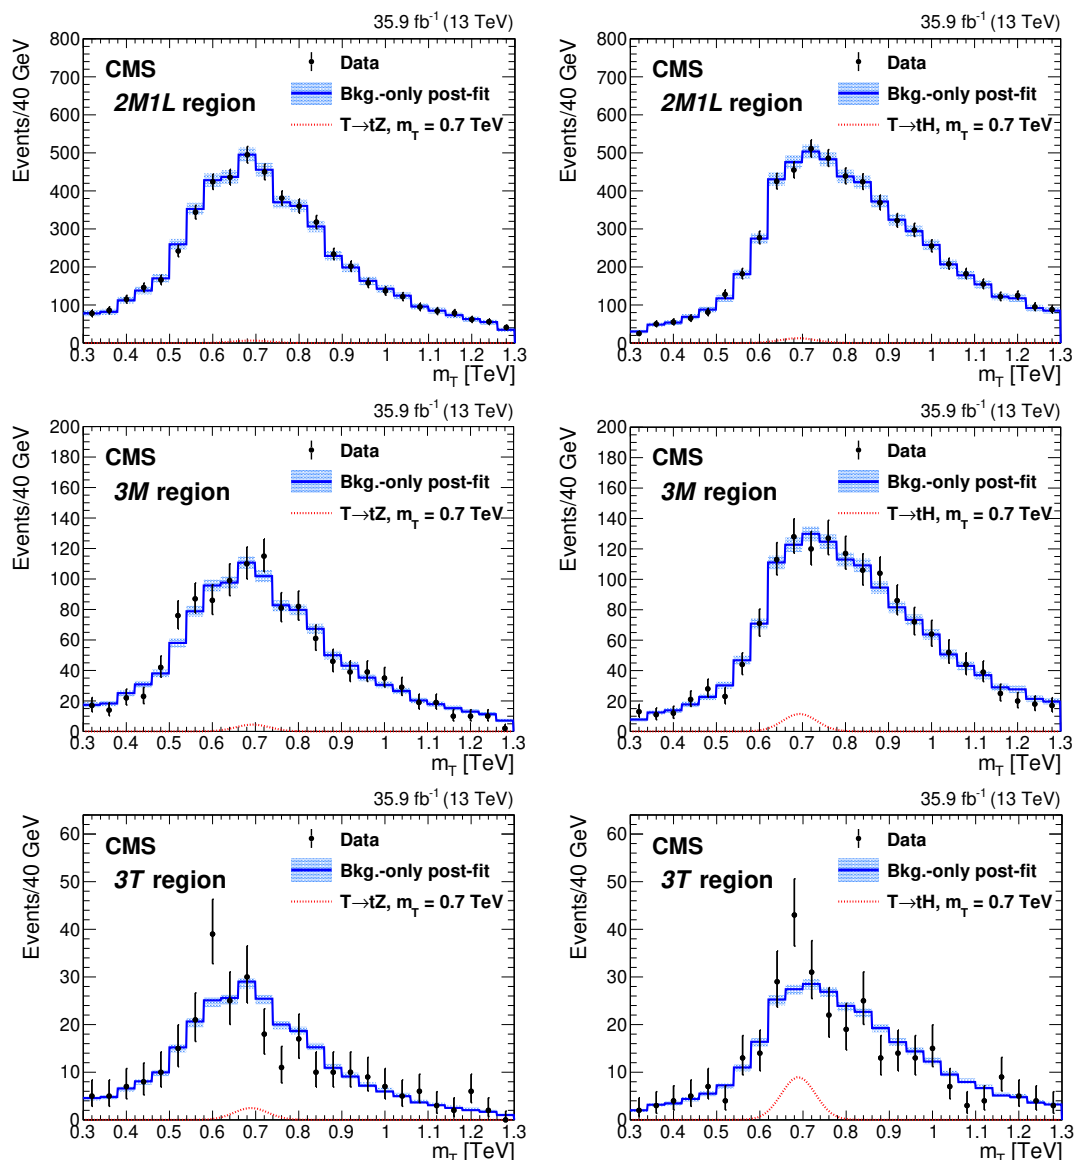 35.9 fb⁻¹ (13 TeV)
Events/40 GeV
800
700
600
500
400
300
200
100
0
CMS
2M1L region
Data
Bkg.-only post-fit
T→tZ, m_T = 0.7 TeV
0.3 0.4 0.5 0.6 0.7 0.8 0.9 1 1.1 1.2 1.3
m_T [TeV]
35.9 fb⁻¹ (13 TeV)
Events/40 GeV
800
700
600
500
400
300
200
100
0
CMS
2M1L region
Data
Bkg.-only post-fit
T→tH, m_T = 0.7 TeV
0.3 0.4 0.5 0.6 0.7 0.8 0.9 1 1.1 1.2 1.3
m_T [TeV]
35.9 fb⁻¹ (13 TeV)
Events/40 GeV
200
180
160
140
120
100
80
60
40
20
0
CMS
3M region
Data
Bkg.-only post-fit
T→tZ, m_T = 0.7 TeV
0.3 0.4 0.5 0.6 0.7 0.8 0.9 1 1.1 1.2 1.3
m_T [TeV]
35.9 fb⁻¹ (13 TeV)
Events/40 GeV
200
180
160
140
120
100
80
60
40
20
0
CMS
3M region
Data
Bkg.-only post-fit
T→tH, m_T = 0.7 TeV
0.3 0.4 0.5 0.6 0.7 0.8 0.9 1 1.1 1.2 1.3
m_T [TeV]
35.9 fb⁻¹ (13 TeV)
Events/40 GeV
60
50
40
30
20
10
0
CMS
3T region
Data
Bkg.-only post-fit
T→tZ, m_T = 0.7 TeV
0.3 0.4 0.5 0.6 0.7 0.8 0.9 1 1.1 1.2 1.3
m_T [TeV]
35.9 fb⁻¹ (13 TeV)
Events/40 GeV
60
50
40
30
20
10
0
CMS
3T region
Data
Bkg.-only post-fit
T→tH, m_T = 0.7 TeV
0.3 0.4 0.5 0.6 0.7 0.8 0.9 1 1.1 1.2 1.3
m_T [TeV]